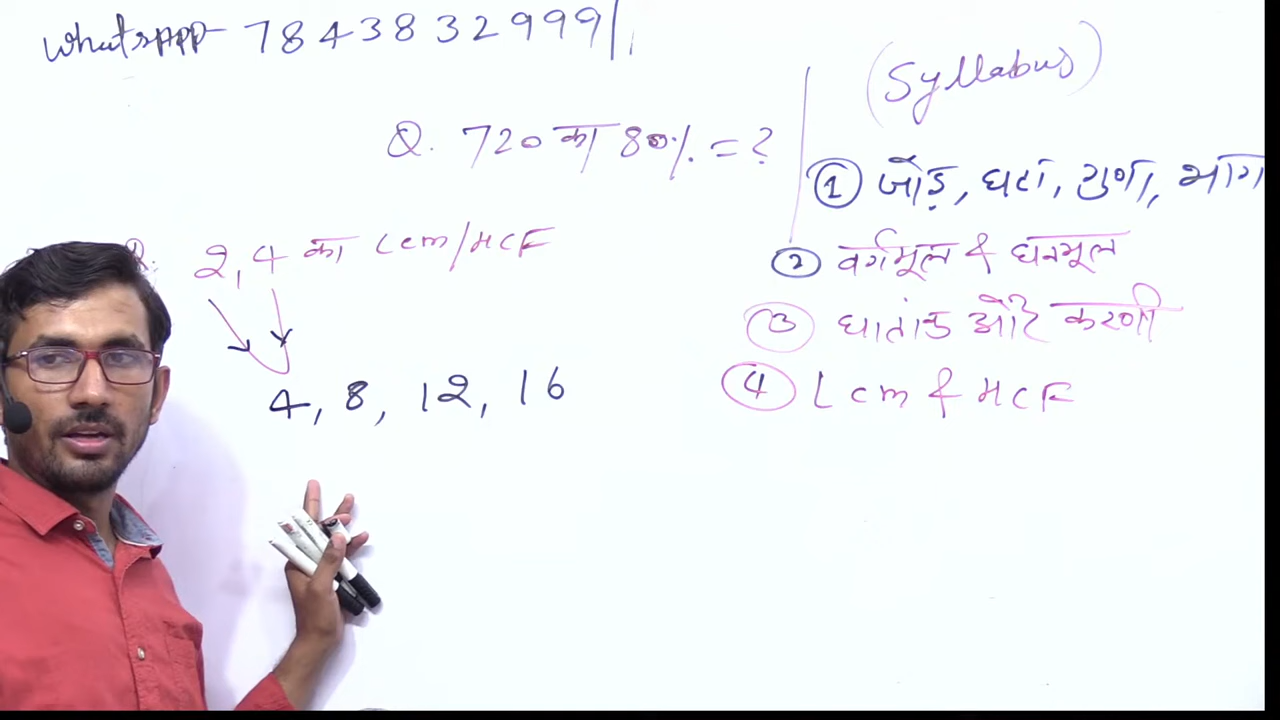 Whatsapp - 7843832999
(Syllabus)
Q. 720 का 80% = ?
① जोड़, घटा, गुणा, भाग
Q. 2, 4 का Lcm/HCF
② वर्गमूल & घनमूल
③ घातांक और करणी
④ Lcm & HCF
4, 8, 12, 16